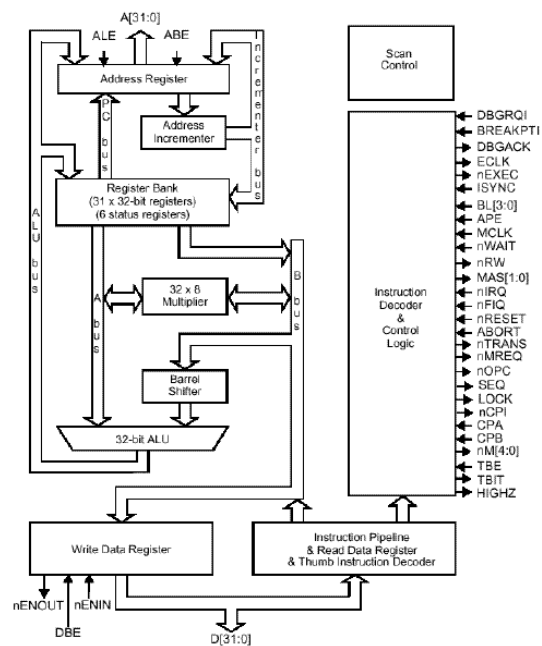 A[31:0]
ALE
ABE
Address Register
Incrementer bus
PC bus
Address
Incrementer
Register Bank
(31 x 32-bit registers)
(6 status registers)
ALU bus
A bus
32 x 8
Multiplier
B bus
Barrel
Shifter
32-bit ALU
Write Data Register
Instruction Pipeline
& Read Data Register
& Thumb Instruction Decoder
nENOUT
nENIN
DBE
D[31:0]
Scan
Control
Instruction
Decoder
&
Control
Logic
DBGRQI
BREAKPTI
DBGACK
ECLK
nEXEC
ISYNC
BL[3:0]
APE
MCLK
nWAIT
nRW
MAS[1:0]
nIRQ
nFIQ
nRESET
ABORT
nTRANS
nMREQ
nOPC
SEQ
LOCK
nCPI
CPA
CPB
nM[4:0]
TBE
TBIT
HIGHZ